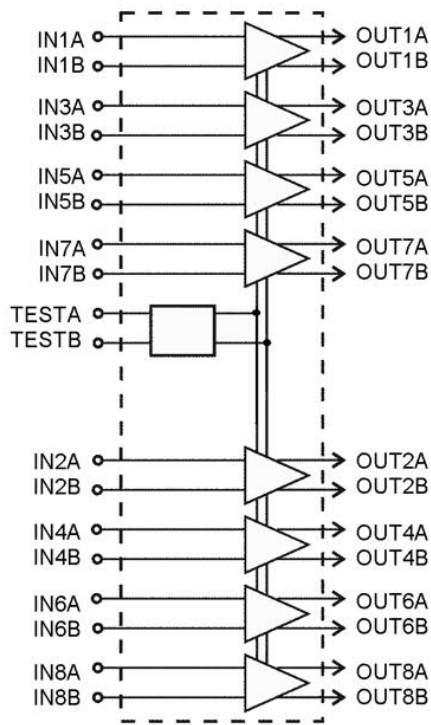 IN1A OUT1A
IN1B OUT1B
IN3A OUT3A
IN3B OUT3B
IN5A OUT5A
IN5B OUT5B
IN7A OUT7A
IN7B OUT7B
TESTA
TESTB
IN2A OUT2A
IN2B OUT2B
IN4A OUT4A
IN4B OUT4B
IN6A OUT6A
IN6B OUT6B
IN8A OUT8A
IN8B OUT8B